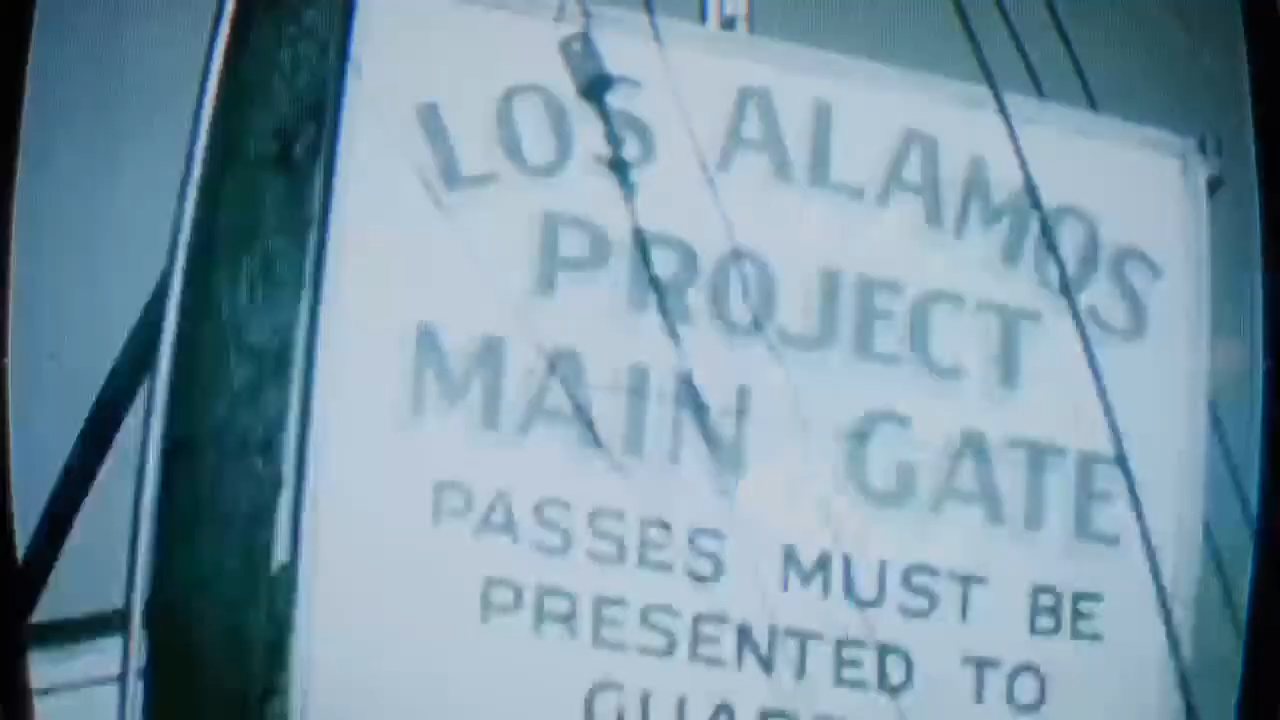 LOS ALAMOS
PROJECT
MAIN GATE
PASSES MUST BE
PRESENTED TO